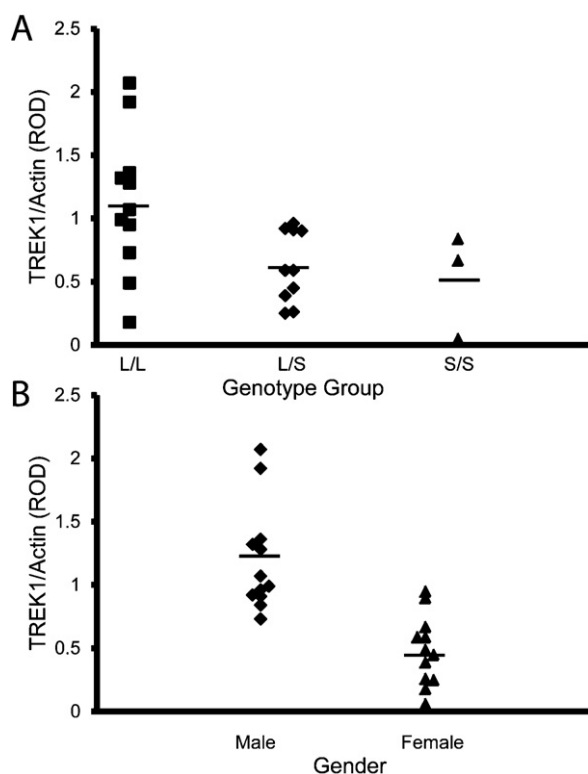 A
2.5
2
1.5
1
0.5
0
TREK1/Actin (ROD)
L/L L/S S/S
Genotype Group
B
2.5
2
1.5
1
0.5
0
TREK1/Actin (ROD)
Male Female
Gender